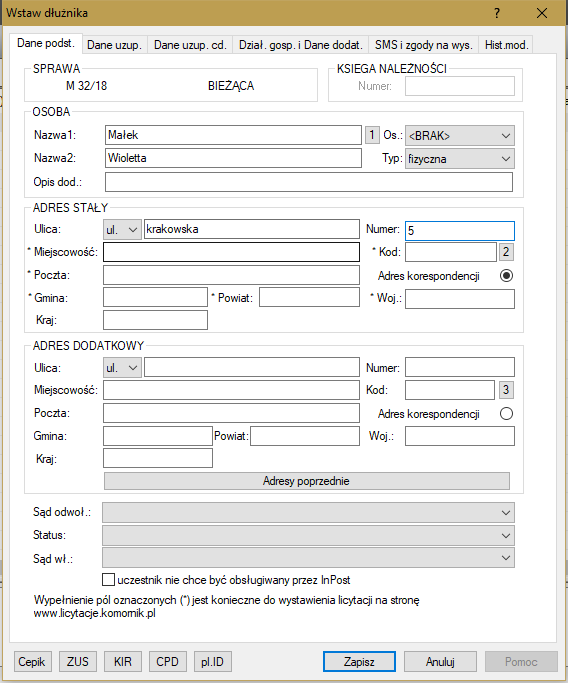 Wstaw dłużnika ?
Dane podst. Dane uzup. Dane uzup. cd. Dział. gosp. i Dane dodat. SMS i zgody na wys. Hist.mod.
SPRAWA KSIEGA NALEŻNOŚCI
M 32/18 BIEŻĄCA Numer:
OSOBA
Nazwa1: Małek 1 Os.: <BRAK>
Nazwa2: Wioletta Typ: fizyczna
Opis dod.:
ADRES STAŁY
Ulica: ul. krakowska Numer: 5
* Miejscowość: * Kod: 2
* Poczta: Adres korespondencji
* Gmina: * Powiat: * Woj.:
Kraj:
ADRES DODATKOWY
Ulica: ul. Numer:
Miejscowość: Kod: 3
Poczta: Adres korespondencji
Gmina: Powiat: Woj.:
Kraj:
Adresy poprzednie
Sąd odwoł.:
Status:
Sąd wł.:
uczestnik nie chce być obsługiwany przez InPost
Wypełnienie pól oznaczonych (*) jest konieczne do wystawienia licytacji na stronę
www.licytacje.komornik.pl
Cepik ZUS KIR CPD pl.ID Zapisz Anuluj Pomoc